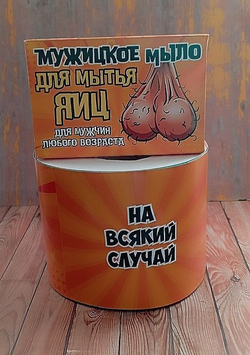 МУЖИЦКОЕ МЫЛО
ДЛЯ МЫТЬЯ
ЯИЦ
ДЛЯ МУЖЧИН
ЛЮБОГО ВОЗРАСТА
НА
ВСЯКИЙ
СЛУЧАЙ